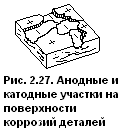 Рис. 2.27. Анодные и
катодные участки на
поверхности
коррозий деталей